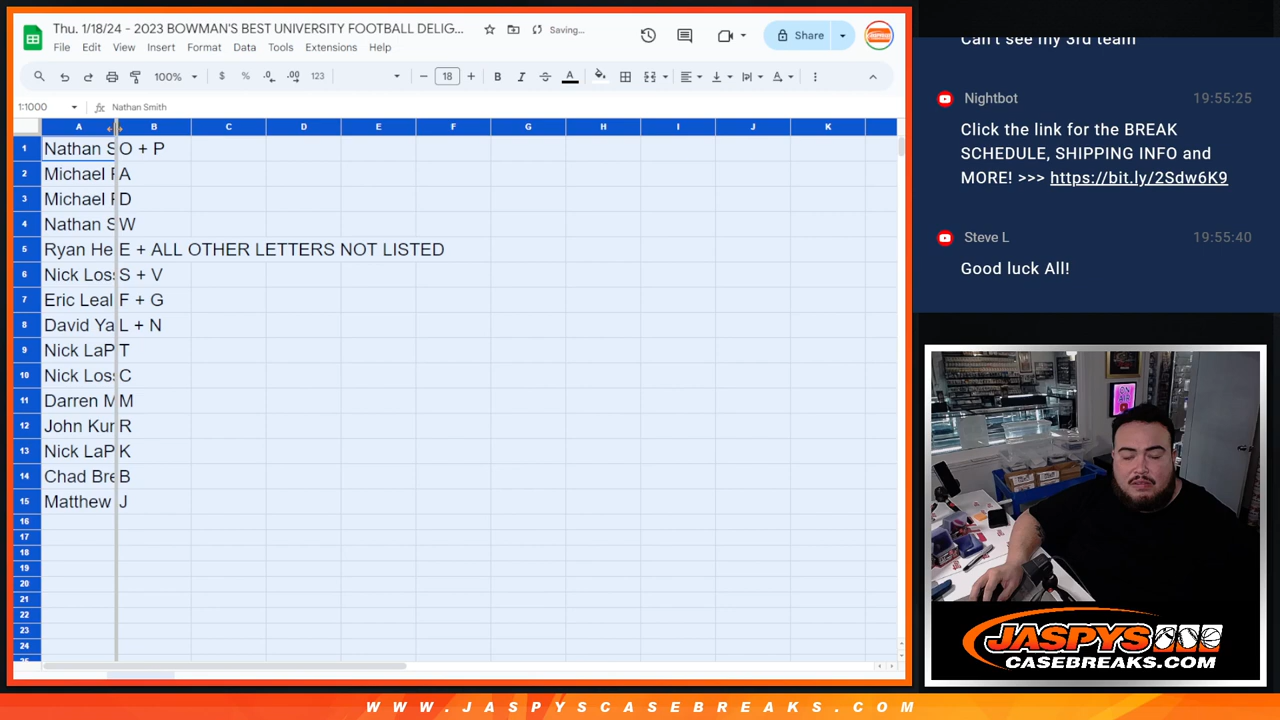 Thu. 1/18/24 - 2023 BOWMAN'S BEST UNIVERSITY FOOTBALL DELIG...
Saving...
File Edit View Insert Format Data Tools Extensions Help
Share
100% $ % .0 .00 123 18 B I S A
1:1000 fx Nathan Smith
A B C D E F G H I J K
1 Nathan S O + P
2 Michael F A
3 Michael F D
4 Nathan S W
5 Ryan He E + ALL OTHER LETTERS NOT LISTED
6 Nick Los S + V
7 Eric Leal F + G
8 David Ya L + N
9 Nick LaP T
10 Nick Los C
11 Darren M M
12 John Kur R
13 Nick LaP K
14 Chad Bre B
15 Matthew J
16
17
18
19
20
21
22
23
24
Can't see my 3rd team
Nightbot 19:55:25
Click the link for the BREAK
SCHEDULE, SHIPPING INFO and
MORE! >>> https://bit.ly/2Sdw6K9
Steve L 19:55:40
Good luck All!
ON AIR
JASPYS
CASEBREAKS.COM
WWW.JASPYSCASEBREAKS.COM